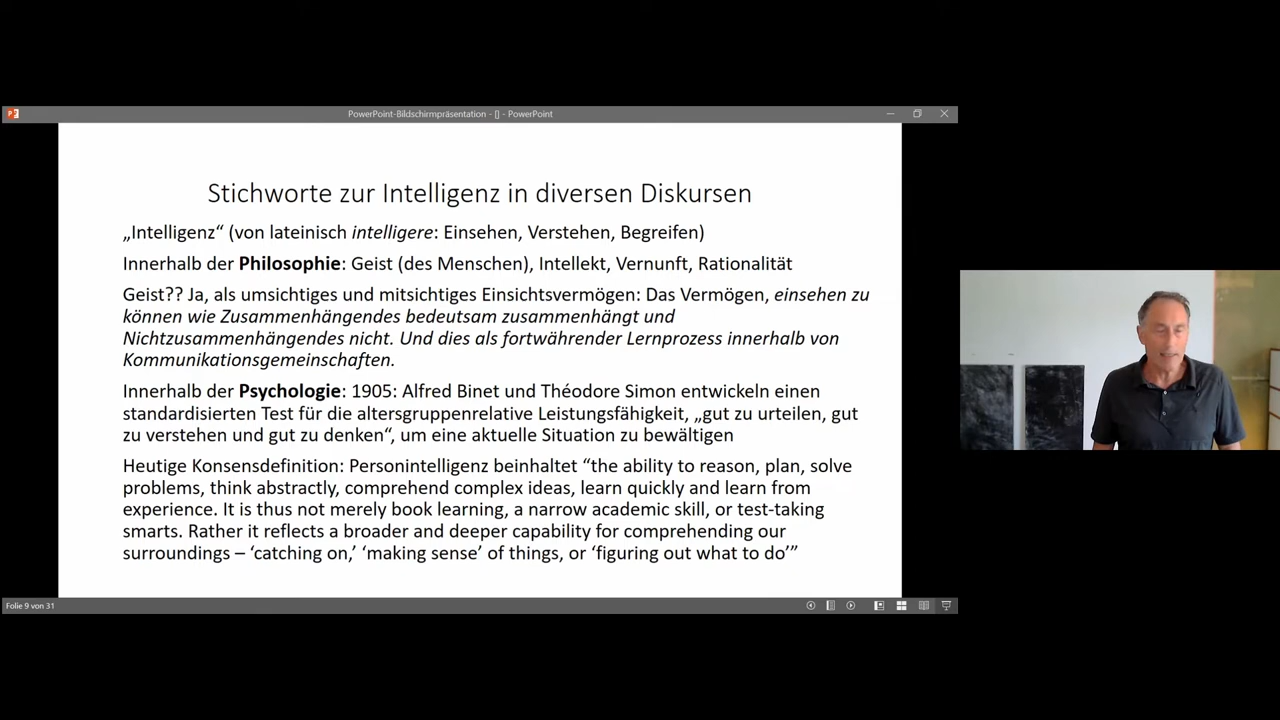 PowerPoint-Bildschirmpräsentation - [] - PowerPoint
Stichworte zur Intelligenz in diversen Diskursen
„Intelligenz“ (von lateinisch intelligere: Einsehen, Verstehen, Begreifen)
Innerhalb der Philosophie: Geist (des Menschen), Intellekt, Vernunft, Rationalität
Geist?? Ja, als umsichtiges und mitsichtiges Einsichtsvermögen: Das Vermögen, einsehen zu
können wie Zusammenhängendes bedeutsam zusammenhängt und
Nichtzusammenhängendes nicht. Und dies als fortwährender Lernprozess innerhalb von
Kommunikationsgemeinschaften.
Innerhalb der Psychologie: 1905: Alfred Binet und Théodore Simon entwickeln einen
standardisierten Test für die altersgruppenrelative Leistungsfähigkeit, „gut zu urteilen, gut
zu verstehen und gut zu denken“, um eine aktuelle Situation zu bewältigen
Heutige Konsensdefinition: Personintelligenz beinhaltet “the ability to reason, plan, solve
problems, think abstractly, comprehend complex ideas, learn quickly and learn from
experience. It is thus not merely book learning, a narrow academic skill, or test-taking
smarts. Rather it reflects a broader and deeper capability for comprehending our
surroundings – ‘catching on,’ ‘making sense’ of things, or ‘figuring out what to do’”
Folie 9 von 31